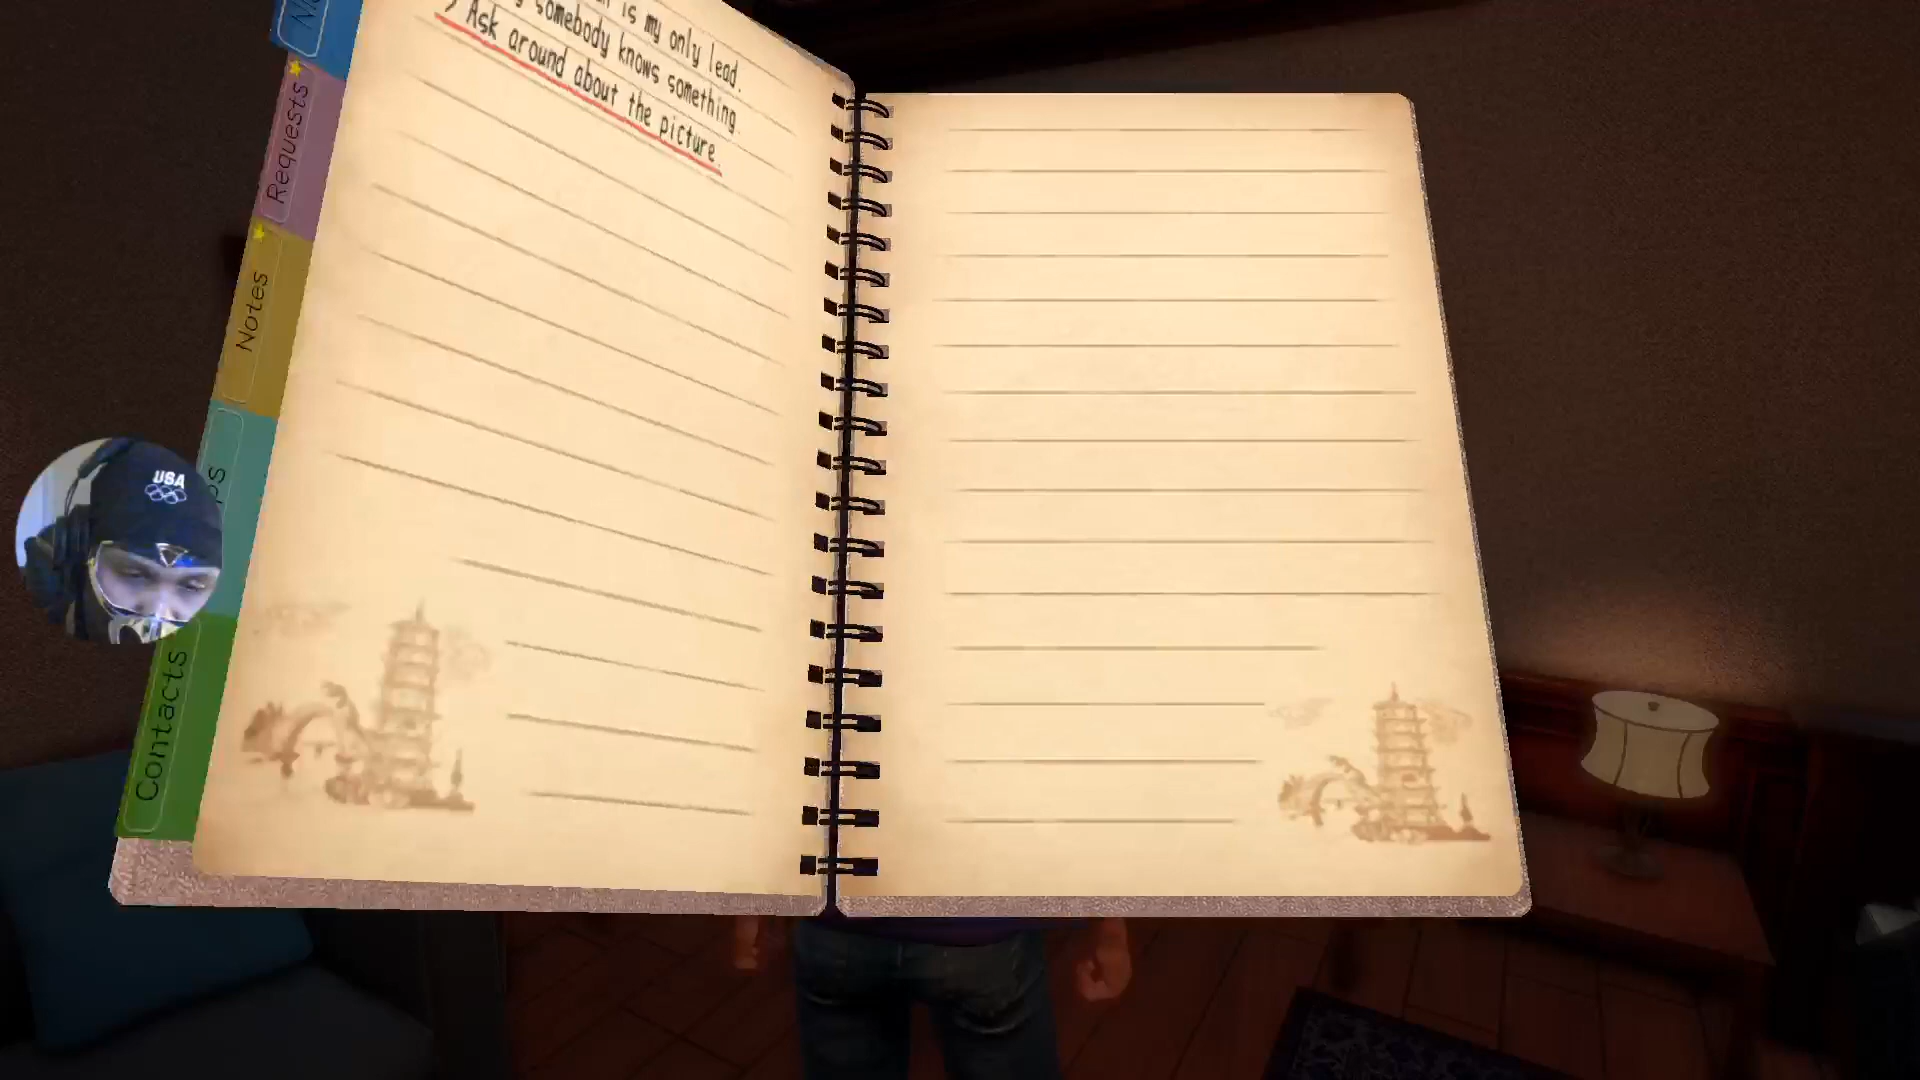 is my only lead.
somebody knows something.
Ask around about the picture.
Requests
Notes
Contacts
USA